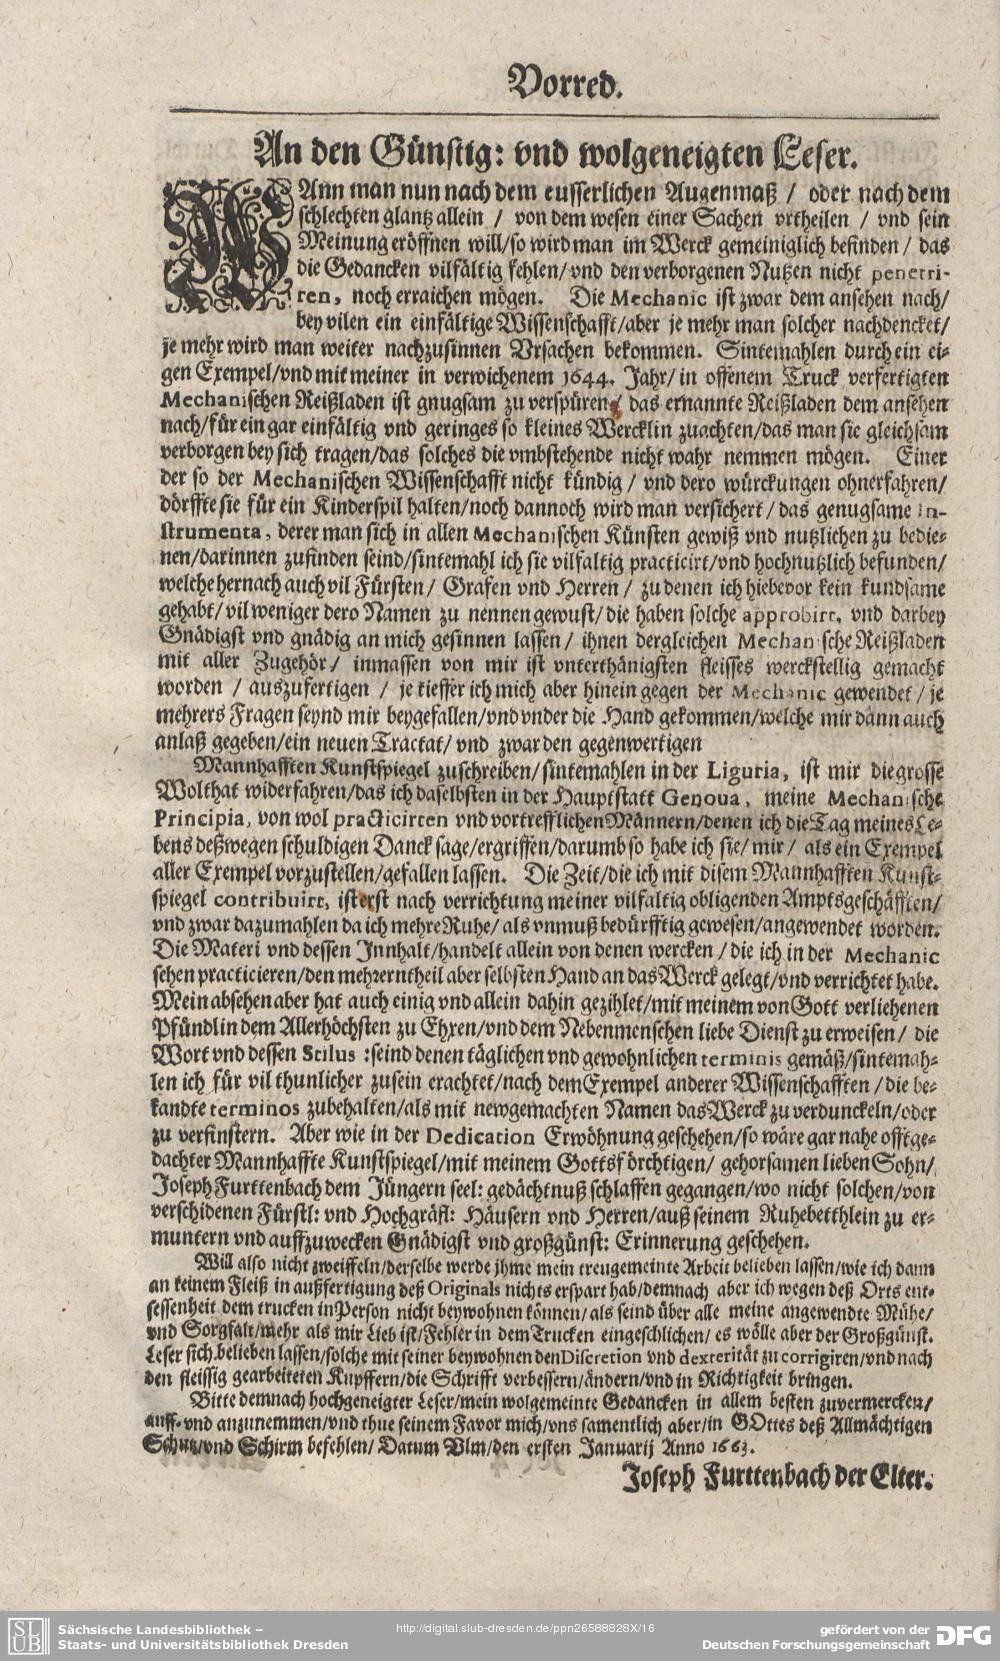 Vorred.
An den Günstig: vnd wolgeneigten Leser.
WAnn man nun nach dem eusserlichen Augenmaß / oder nach dem
schlechten glantz allein / von dem wesen einer Sachen vrtheilen / vnd sein
Meinung eröffnen will/so wird man im Werck gemeiniglich befinden/ das
die Gedancken vilfältig fehlen/vnd den verborgenen Nutzen nicht penetri-
ren, noch erraichen mögen. Die Mechanic ist zwar dem ansehen nach/
bey vilen ein einfältige Wissenschafft/aber je mehr man solcher nachdencket/
je mehr wird man weiter nachzusinnen Vrsachen bekommen. Sintemahlen durch ein ei-
gen Exempel/vnd mit meiner in verwichenem 1644. Jahr/in offenem Truck verfertigten
Mechanischen Reißladen ist gnugsam zu verspüren/ das ernannte Reißladen dem ansehen
nach/für ein gar einfältig vnd geringes so kleines Wercklin zuachten/das man sie gleichsam
verborgen bey sich tragen/das solches die vmbstehende nicht wahr nemmen mögen. Einer
der so der Mechanischen Wissenschafft nicht kündig / vnd dero würckungen ohnerfahren/
dörffte sie für ein Kinderspil halten/noch dannoch wird man versichert/das genugsame In-
strumenta, derer man sich in allen Mechanischen Künsten gewiß vnd nutzlichen zu bedie-
nen/darinnen zufinden seind/sintemahl ich sie vilfaltig practicirt/vnd hochnutzlich befunden/
welche hernach auch vil Fürsten/ Grafen vnd Herren / zu denen ich hiebevor kein kundsame
gehabt/vil weniger dero Namen zu nennen gewust/die haben solche approbirt, vnd darbey
Gnädigst vnd gnädig an mich gesinnen lassen/ ihnen dergleichen Mechanische Reißladen
mit aller Zugehör/ inmassen von mir ist vnterthänigsten fleisses werckstellig gemacht
worden / auszufertigen / je tieffer ich mich aber hinein gegen der Mechanic gewendet / je
mehrers Fragen seynd mir beygefallen/vnd vnder die Hand gekommen/welche mir dann auch
anlaß gegeben/ein neuen Tractat/ vnd zwar den gegenwertigen
Mannhafften Kunstspiegel zuschreiben/sintemahlen in der Liguria, ist mir die grosse
Wolthat widerfahren/das ich daselbsten in der Hauptstatt Genoua, meine Mechanische
Principia, von wol practicirten vnd vortrefflichen Männern/denen ich die Tag meines Le-
bens deßwegen schuldigen Danck sage/ergriffen/darumb so habe ich sie/mir/ als ein Exempel
aller Exempel vorzustellen/gefallen lassen. Die Zeit/die ich mit disem Mannhafften Kunst-
spiegel contribuirt, ist erst nach verrichtung meiner vilfaltig obligenden Amptsgeschäfften/
vnd zwar dazumahlen da ich mehre Ruhe/ als vnmuß bedürfftig gewesen/angewendet worden.
Die Materi vnd dessen Innhalt/handelt allein von denen wercken / die ich in der Mechanic
sehen practicieren/den mehrerntheil aber selbsten Hand an das Werck gelegt/vnd verrichtet habe.
Mein absehen aber hat auch einig vnd allein dahin gezihlet/mit meinem von Gott verliehenen
Pfündlin dem Allerhöchsten zu Ehren/vnd dem Nebenmenschen liebe Dienst zu erweisen/ die
Wort vnd dessen Stilus : seind denen täglichen vnd gewohnlichen terminis gemäß/sintemah-
len ich für vil thunlicher zusein erachtet/nach dem Exempel anderer Wissenschafften / die be-
kandte terminos zubehalten/als mit newgemachten Namen das Werck zu verdunckeln/oder
zu verfinstern. Aber wie in der Dedication Erwöhnung geschehen/so wäre gar nahe offtge-
dachter Mannhaffte Kunstspiegel/mit meinem Gottsförchtigen/ gehorsamen lieben Sohn/
Joseph Furttenbach dem Jüngern seel: gedächtnuß schlaffen gegangen/wo nicht solchen/von
verschidenen Fürstl: vnd Hochgräfl: Häusern vnd Herren/auß seinem Ruhebetthlein zu er-
muntern vnd auffzuwecken Gnädigst vnd großgünst: Erinnerung geschehen.
Will also nicht zweiffeln/derselbe werde jhme mein treugemeinte Arbeit belieben lassen/wie ich dann
an keinem Fleiß in außfertigung deß Originals nichts erspart hab/demnach aber ich wegen deß Orts ent-
sessenheit dem trucken in Person nicht beywohnen können/als seind über alle meine angewendte Mühe/
vnd Sorgfalt/mehr als mir Lieb ist/Fehler in dem Trucken eingeschlichen/ es wölle aber der Großgünst.
Leser sich belieben lassen/solche mit seiner beywohnenden Discretion vnd dexterität zu corrigiren/vnd nach
den fleissig gearbeiteten Kupffern/die Schrifft verbessern/ändern/vnd in Richtigkeit bringen.
Bitte demnach hochgeneigter Leser/mein wolgemeinte Gedancken in allem besten zuvermercken/
auff-vnd anzunemmen/vnd thue seinem Favor mich/vns samentlich aber/in GOttes deß Allmächtigen
Schutz/vnd Schirm befehlen/ Datum Vlm/den ersten Januarij Anno 1663.
Joseph Furttenbach der Elter.
SLUB
Sächsische Landesbibliothek –
Staats- und Universitätsbibliothek Dresden
http://digital.slub-dresden.de/ppn26588828X/16
gefördert von der
Deutschen Forschungsgemeinschaft
DFG